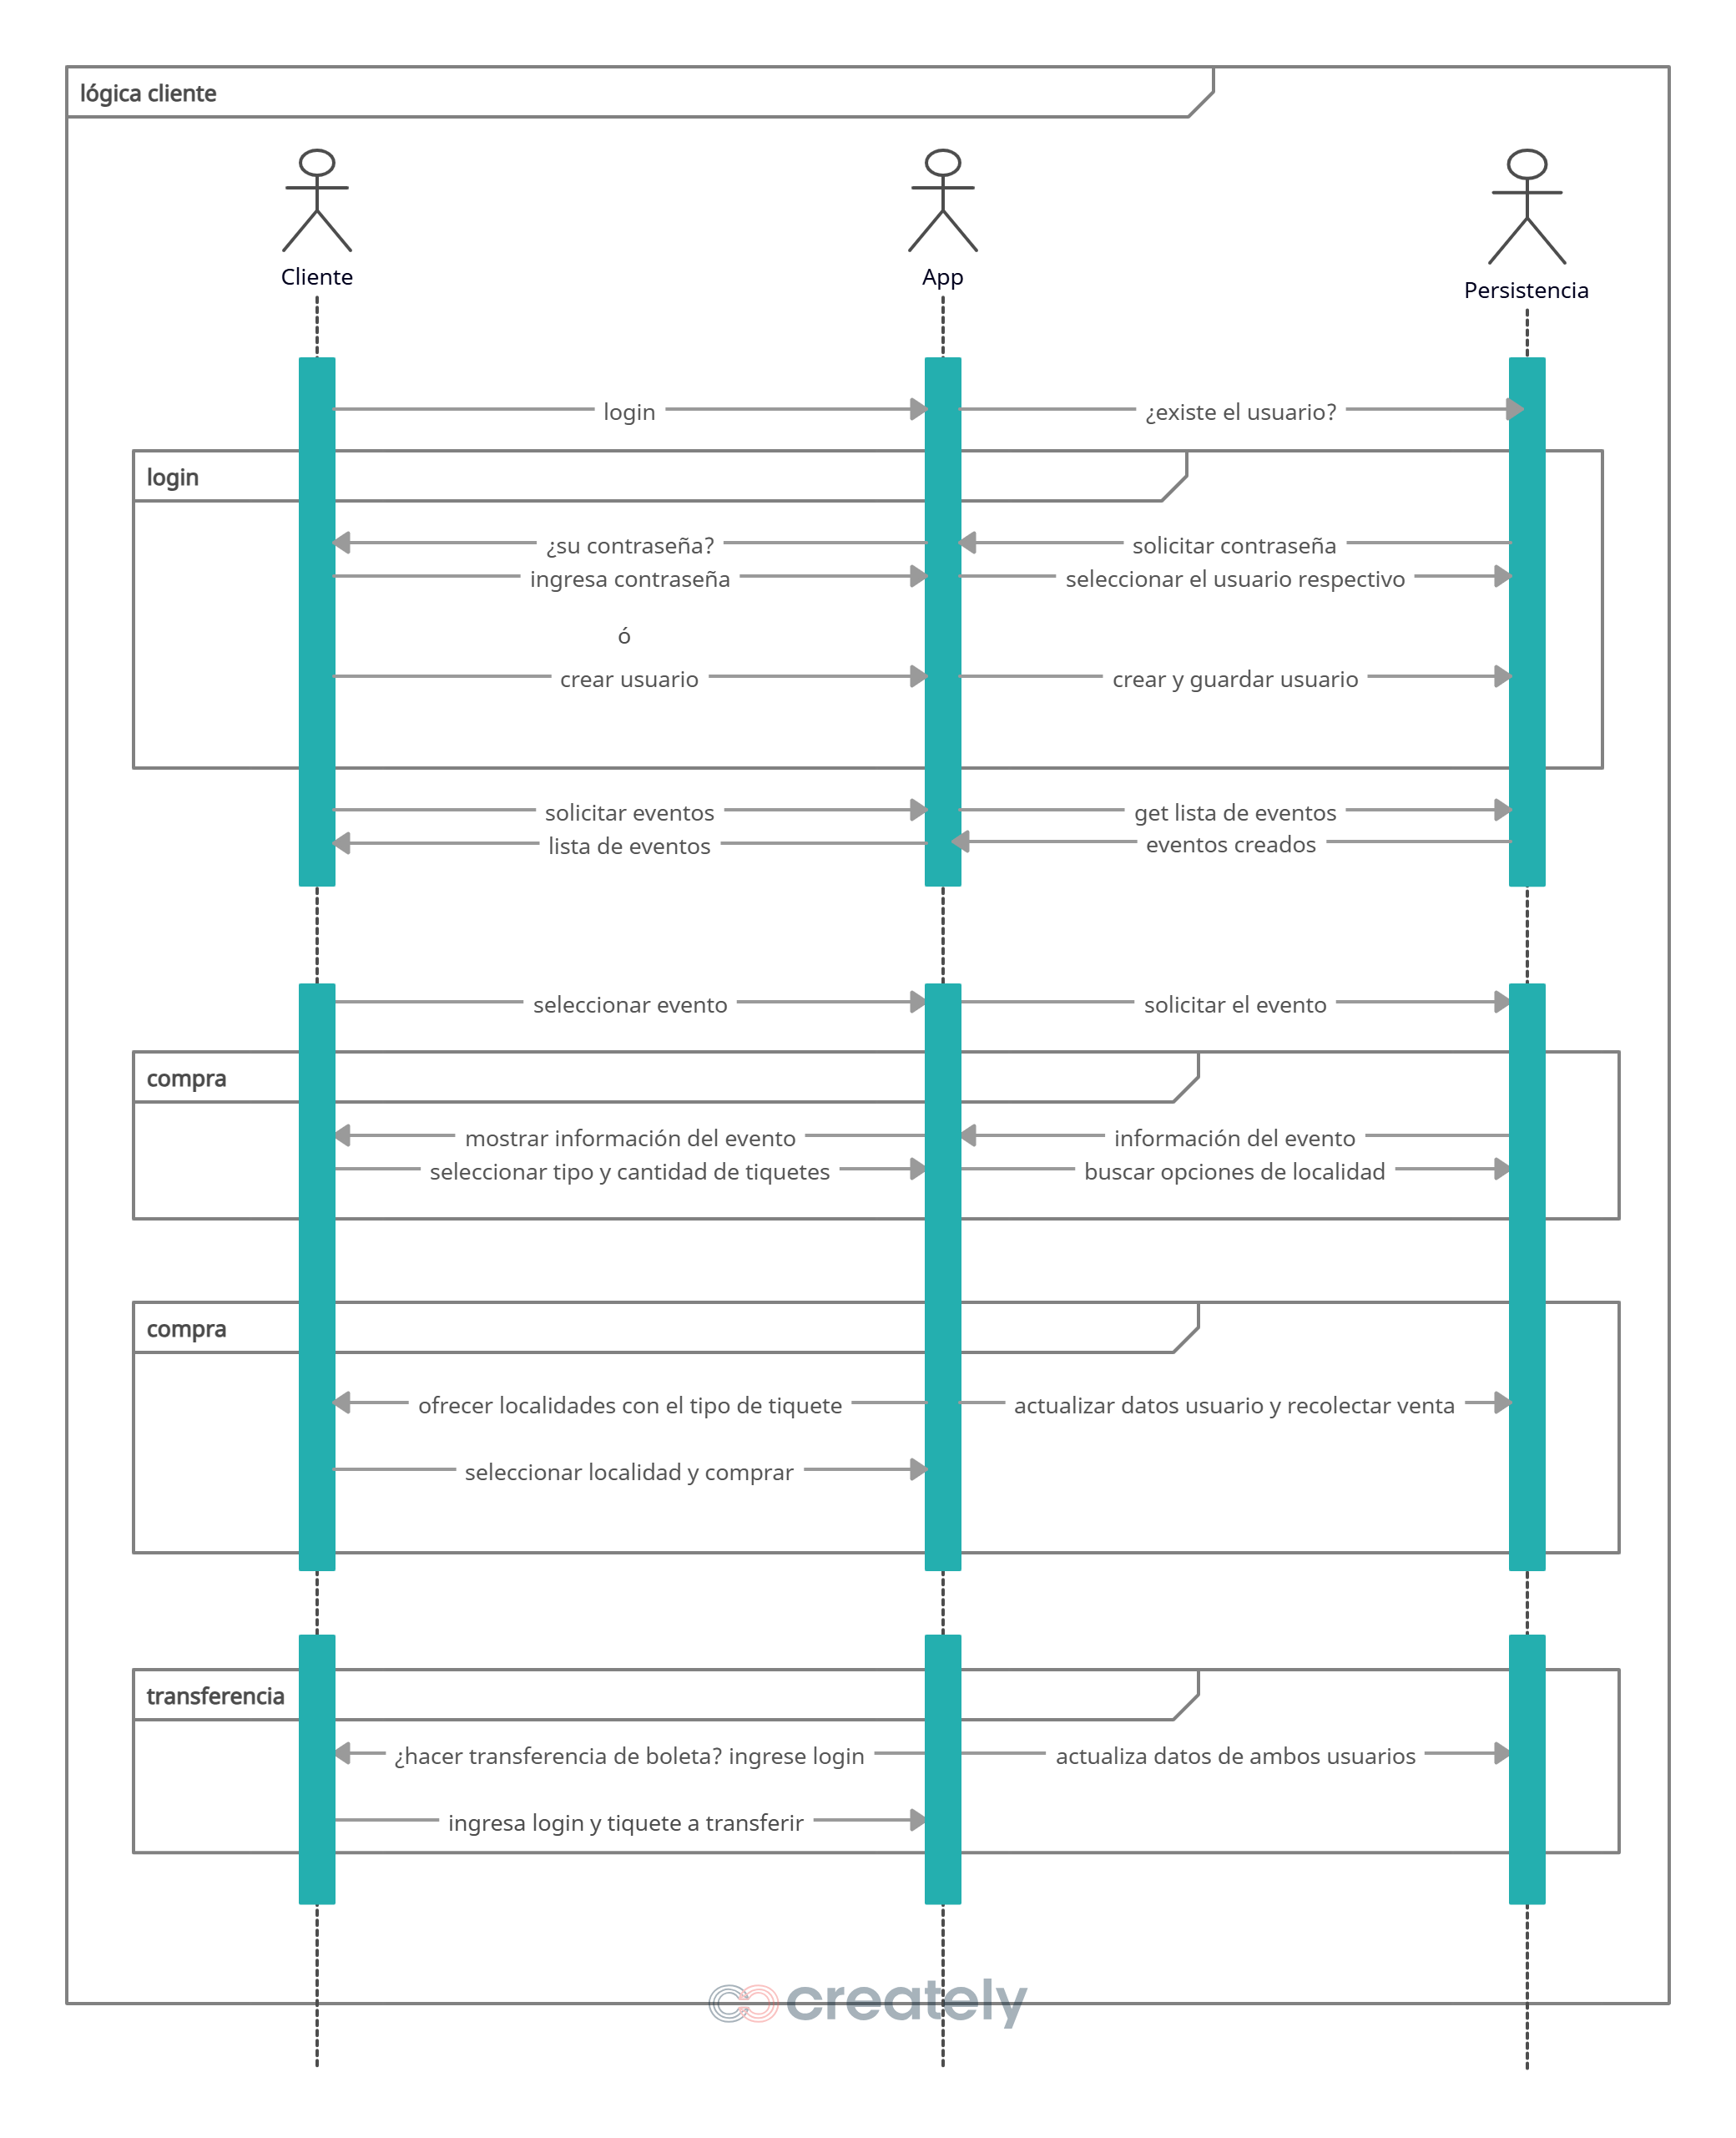 lógica cliente
Cliente
App
Persistencia
login
¿existe el usuario?
login
¿su contraseña?
solicitar contraseña
ingresa contraseña
seleccionar el usuario respectivo
ó
crear usuario
crear y guardar usuario
solicitar eventos
get lista de eventos
lista de eventos
eventos creados
seleccionar evento
solicitar el evento
compra
mostrar información del evento
información del evento
seleccionar tipo y cantidad de tiquetes
buscar opciones de localidad
compra
ofrecer localidades con el tipo de tiquete
actualizar datos usuario y recolectar venta
seleccionar localidad y comprar
transferencia
¿hacer transferencia de boleta? ingrese login
actualiza datos de ambos usuarios
ingresa login y tiquete a transferir
creately